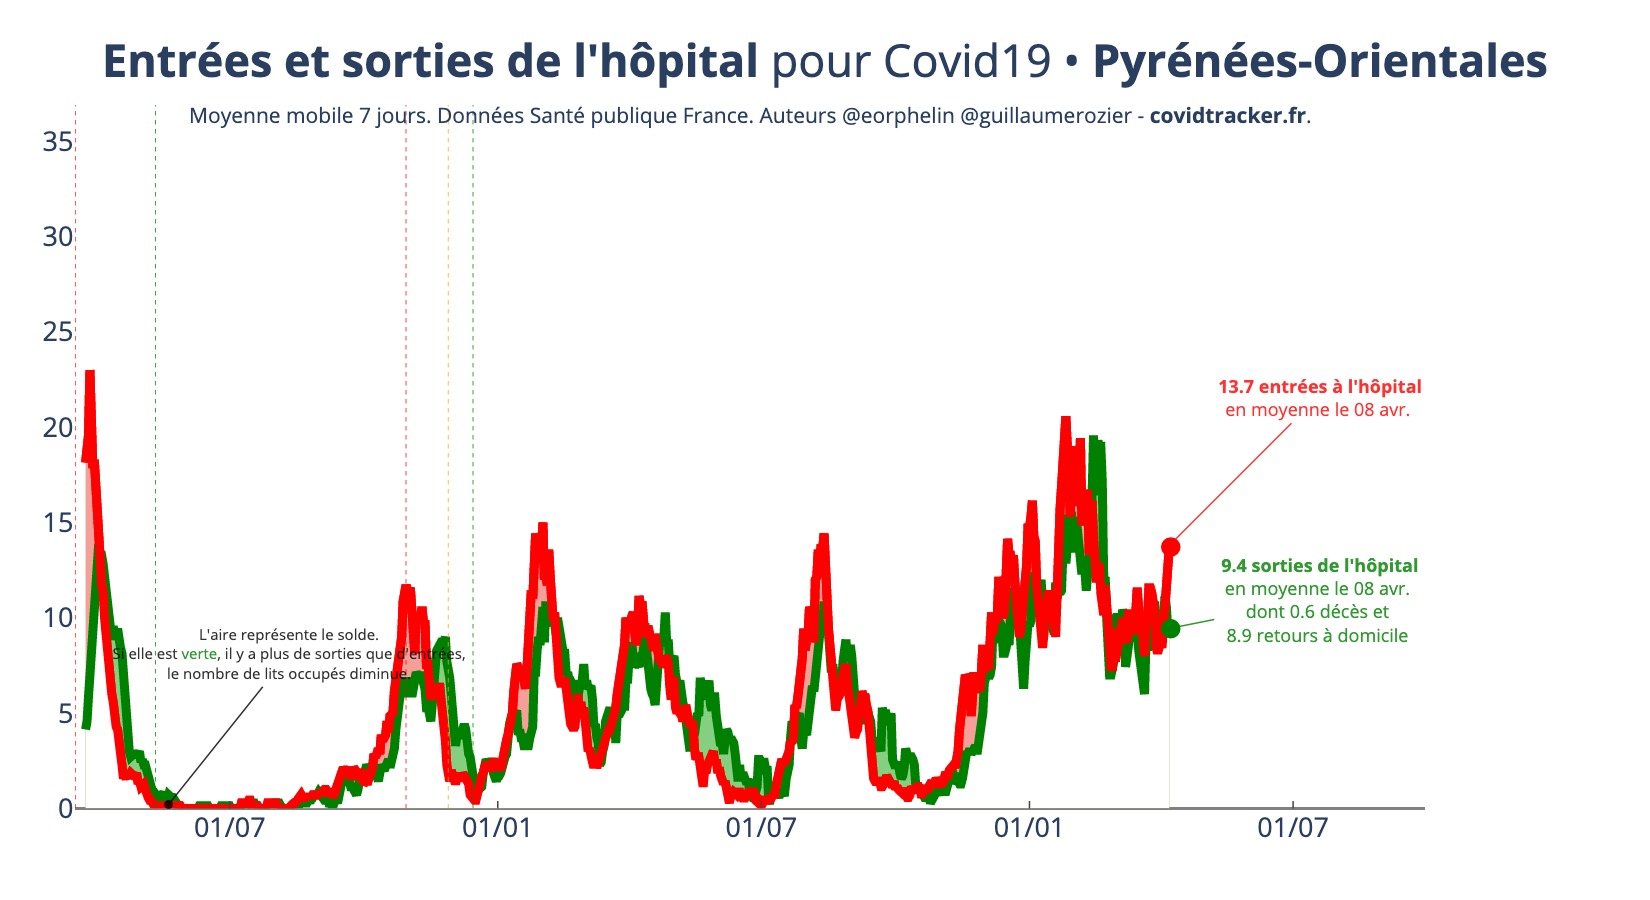 Entrées et sorties de l'hôpital pour Covid19 • Pyrénées-Orientales
Moyenne mobile 7 jours. Données Santé publique France. Auteurs @eorphelin @guillaumerozier - covidtracker.fr.
35
30
25
20
15
10
5
0
13.7 entrées à l'hôpital
en moyenne le 08 avr.
9.4 sorties de l'hôpital
en moyenne le 08 avr.
dont 0.6 décès et
8.9 retours à domicile
L'aire représente le solde.
Si elle est verte, il y a plus de sorties que d'entrées,
le nombre de lits occupés diminue.
01/07
01/01
01/07
01/01
01/07